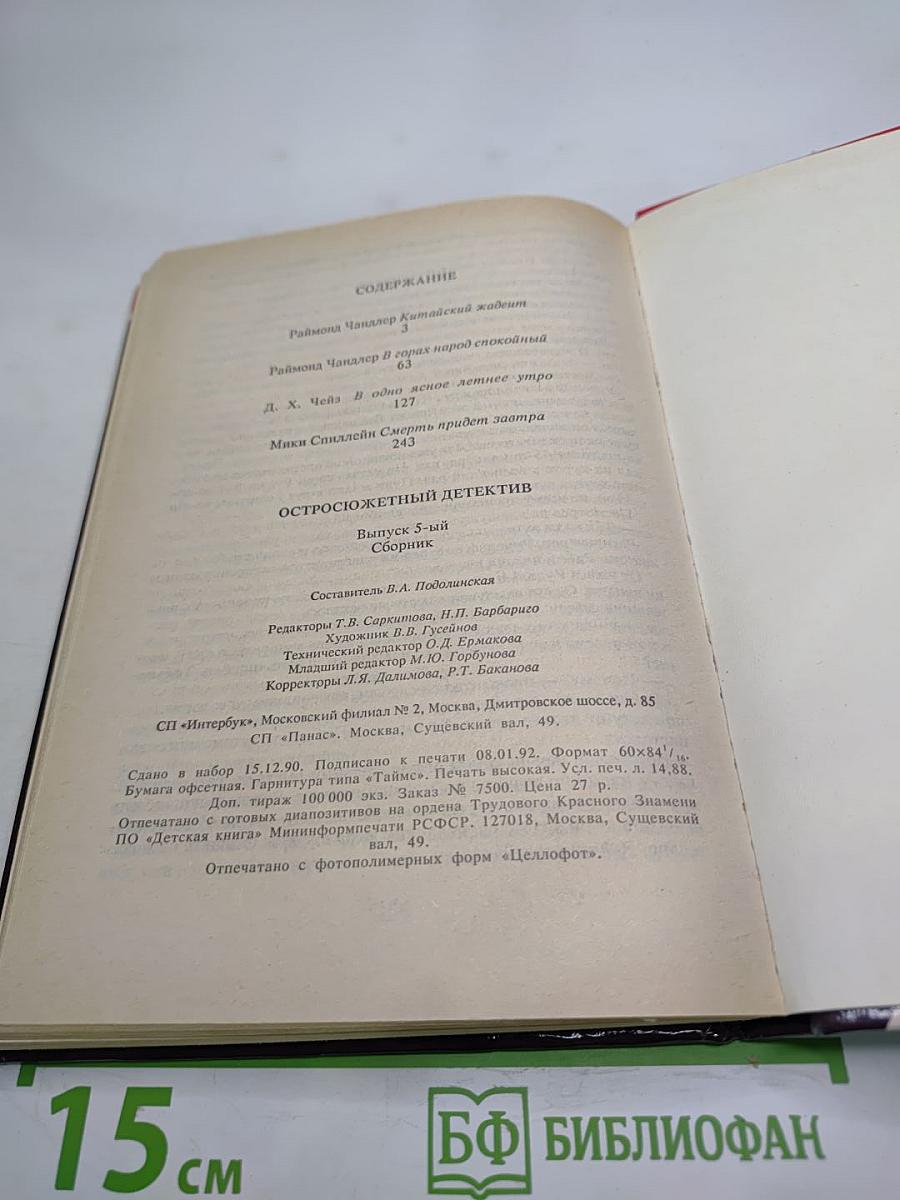 СОДЕРЖАНИЕ
Раймонд Чандлер Китайский жадеит
3
Раймонд Чандлер В горах народ спокойный
63
Д. Х. Чейз В одно ясное летнее утро
127
Мики Спиллейн Смерть придет завтра
243
ОСТРОСЮЖЕТНЫЙ ДЕТЕКТИВ
Выпуск 5-ый
Сборник
Составитель В.А. Подолинская
Редакторы Т.В. Саркитова, Н.П. Барбариго
Художник В.В. Гусейнов
Технический редактор О.Д. Ермакова
Младший редактор М.Ю. Горбунова
Корректоры Л.Я. Далимова, Р.Т. Баканова
СП «Интербук», Московский филиал № 2, Москва, Дмитровское шоссе, д. 85
СП «Панас». Москва, Сущевский вал, 49.
Сдано в набор 15.12.90. Подписано к печати 08.01.92. Формат 60×84¹/₁₆.
Бумага офсетная. Гарнитура типа «Таймс». Печать высокая. Усл. печ. л. 14,88.
Доп. тираж 100 000 экз. Заказ № 7500. Цена 27 р.
Отпечатано с готовых диапозитивов на ордена Трудового Красного Знамени
ПО «Детская книга» Мининформпечати РСФСР. 127018, Москва, Сущевский
вал, 49.
Отпечатано с фотополимерных форм «Целлофот».
15 см
БФ БИБЛИОФАН